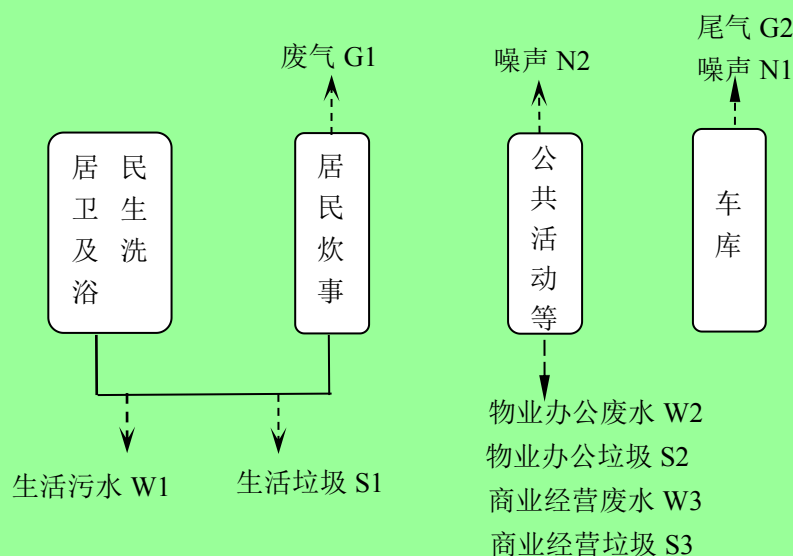 尾气 G2
废气 G1
噪声 N2
噪声 N1
居 民
卫 生
及 洗
浴
居
民
炊
事
公
共
活
动
等
车
库
物业办公废水 W2
物业办公垃圾 S2
生活污水 W1
生活垃圾 S1
商业经营废水 W3
商业经营垃圾 S3